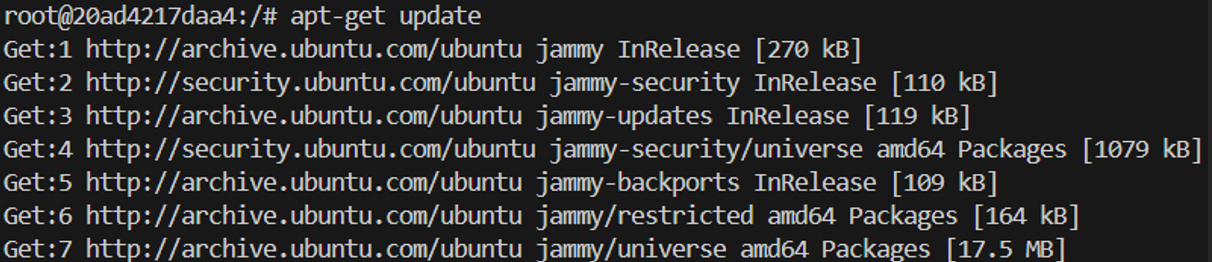 root@20ad4217daa4:/# apt-get update
Get:1 http://archive.ubuntu.com/ubuntu jammy InRelease [270 kB]
Get:2 http://security.ubuntu.com/ubuntu jammy-security InRelease [110 kB]
Get:3 http://archive.ubuntu.com/ubuntu jammy-updates InRelease [119 kB]
Get:4 http://security.ubuntu.com/ubuntu jammy-security/universe amd64 Packages [1079 kB]
Get:5 http://archive.ubuntu.com/ubuntu jammy-backports InRelease [109 kB]
Get:6 http://archive.ubuntu.com/ubuntu jammy/restricted amd64 Packages [164 kB]
Get:7 http://archive.ubuntu.com/ubuntu jammy/universe amd64 Packages [17.5 MB]